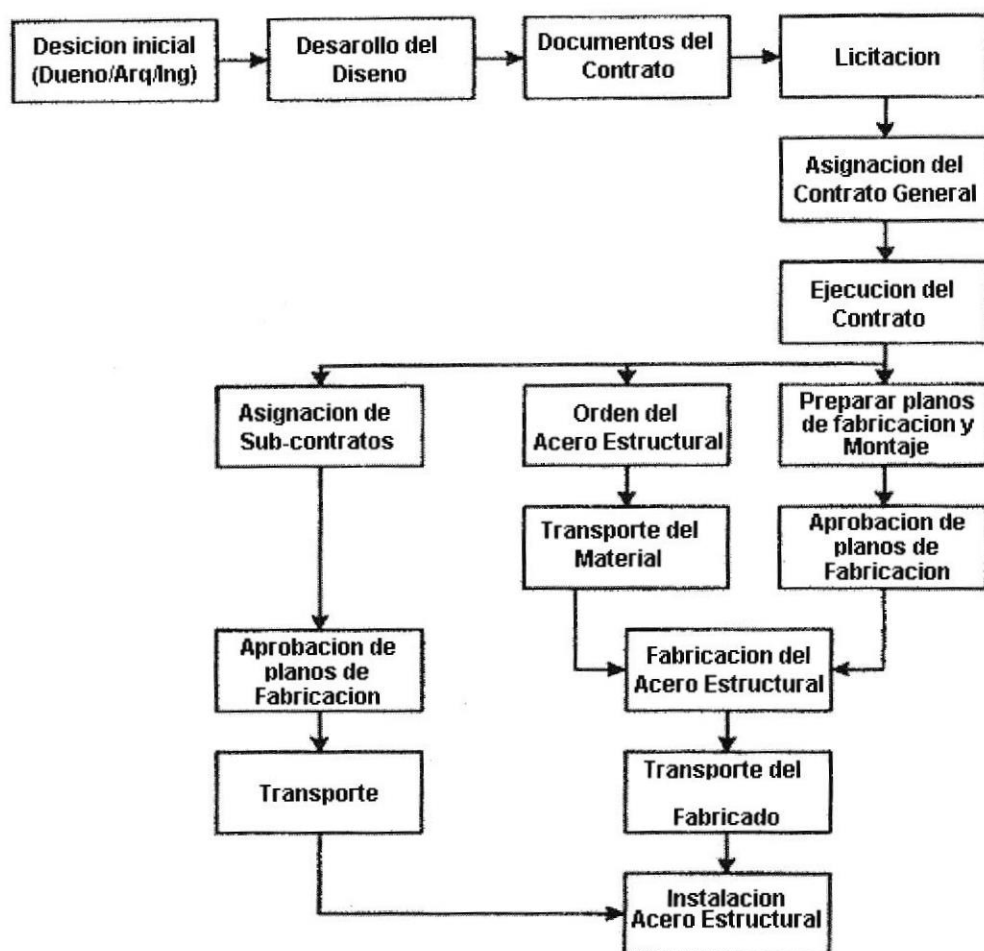 Desicion inicial
(Dueno/Arq/Ing)
Desarollo del
Diseno
Documentos del
Contrato
Licitacion
Asignacion del
Contrato General
Ejecucion del
Contrato
Asignacion de
Sub-contratos
Orden del
Acero Estructural
Preparar planos
de fabricacion y
Montaje
Transporte del
Material
Aprobacion de
planos de
Fabricacion
Aprobacion de
planos de
Fabricacion
Fabricacion del
Acero Estructural
Transporte
Transporte del
Fabricado
Instalacion
Acero Estructural